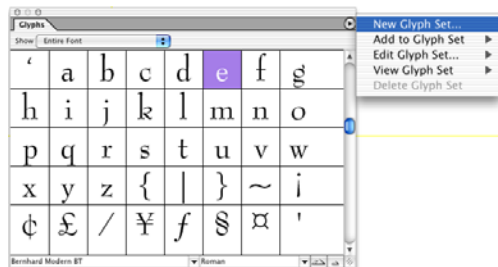 Glyphs
Show: Entire Font
‘ a b c d e f g
h i j k l m n o
p q r s t u v w
x y z { | } ~ ¡
¢ £ ⁄ ¥ ƒ § ¤ '
Bernhard Modern BT Roman
New Glyph Set...
Add to Glyph Set
Edit Glyph Set...
View Glyph Set
Delete Glyph Set